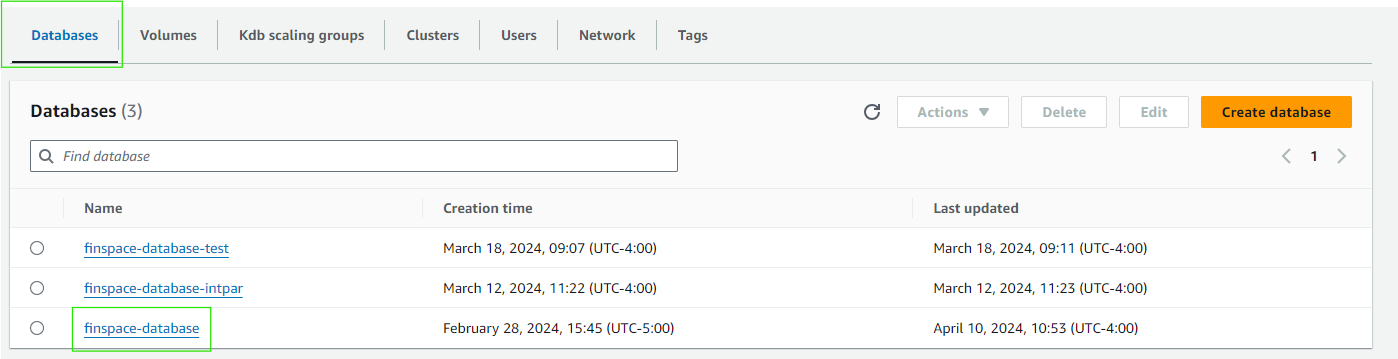 Databases Volumes Kdb scaling groups Clusters Users Network Tags
Databases (3) Actions Delete Edit Create database
Find database 1
Name Creation time Last updated
finspace-database-test March 18, 2024, 09:07 (UTC-4:00) March 18, 2024, 09:11 (UTC-4:00)
finspace-database-intpar March 12, 2024, 11:22 (UTC-4:00) March 12, 2024, 11:23 (UTC-4:00)
finspace-database February 28, 2024, 15:45 (UTC-5:00) April 10, 2024, 10:53 (UTC-4:00)